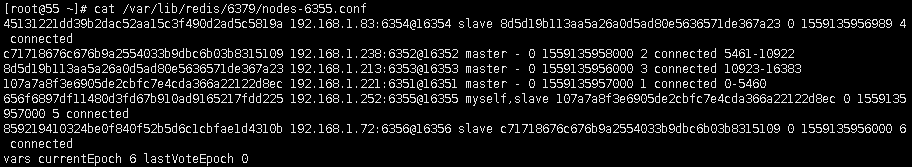 [root@55 ~]# cat /var/lib/redis/6379/nodes-6355.conf
45131221dd39b2dac52aa15c3f490d2ad5c5819a 192.168.1.83:6354@16354 slave 8d5d19b113aa5a26a0d5ad80e5636571de367a23 0 1559135956989 4
 connected
c71718676c676b9a2554033b9dbc6b03b8315109 192.168.1.238:6352@16352 master - 0 1559135958000 2 connected 5461-10922
8d5d19b113aa5a26a0d5ad80e5636571de367a23 192.168.1.213:6353@16353 master - 0 1559135956000 3 connected 10923-16383
107a7a8f3e6905de2cbfc7e4cda366a22122d8ec 192.168.1.221:6351@16351 master - 0 1559135957000 1 connected 0-5460
656f6897df11480d3fd67b910ad9165217fdd225 192.168.1.252:6355@16355 myself,slave 107a7a8f3e6905de2cbfc7e4cda366a22122d8ec 0 1559135
957000 5 connected
859219410324be0f840f52b5d6c1cbfae1d4310b 192.168.1.72:6356@16356 slave c71718676c676b9a2554033b9dbc6b03b8315109 0 1559135956000 6
 connected
vars currentEpoch 6 lastVoteEpoch 0